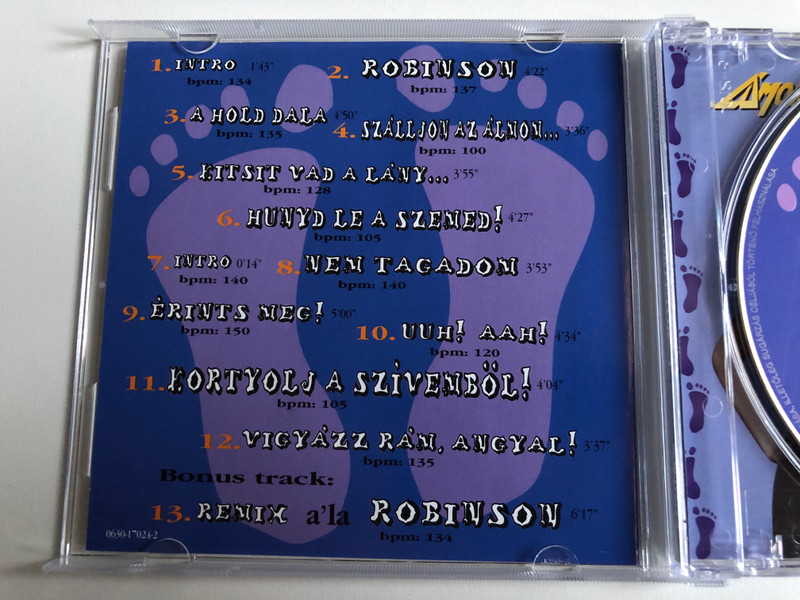 1. INTRO 1'43"
bpm: 134
2. ROBINSON 4'22"
bpm: 137
3. A HOLD DALA 4'50"
bpm: 135
4. SZÁLLJON AZ ÁLMOM... 3'36"
bpm: 100
5. KITSIT VAD A LÁNY... 3'55"
bpm: 128
6. HUNYD LE A SZEMED! 4'27"
bpm: 105
7. INTRO 0'14"
bpm: 140
8. NEM TAGADOM 3'53"
bpm: 140
9. ÉRINTS MEG! 5'00"
bpm: 150
10. UUH! AAH! 4'34"
bpm: 120
11. KORTYOLJ A SZÍVEMBŐL! 4'04"
bpm: 105
12. VIGYÁZZ RÁM, ANGYAL! 3'37"
bpm: 135
Bonus track:
13. REMIX a'la ROBINSON 6'17"
bpm: 134
0630-17024-2
ILLETŐLEG SUGÁRZÁS CÉLJÁBÓL TÖRTÉNŐ FELHASZNÁLÁSA